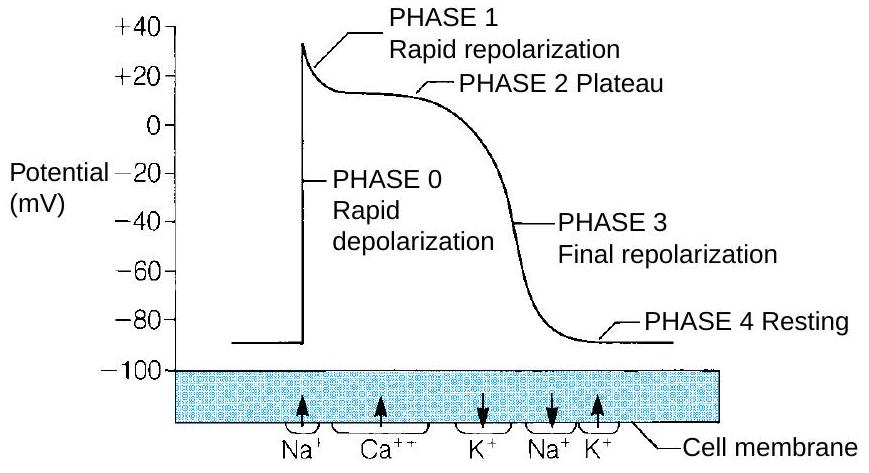 +40
PHASE 1
Rapid repolarization
+20
PHASE 2 Plateau
0
Potential
(mV)
−20
PHASE 0
Rapid
depolarization
−40
PHASE 3
Final repolarization
−60
−80
PHASE 4 Resting
−100
Na⁺ Ca⁺⁺ K⁺ Na⁺ K⁺
Cell membrane